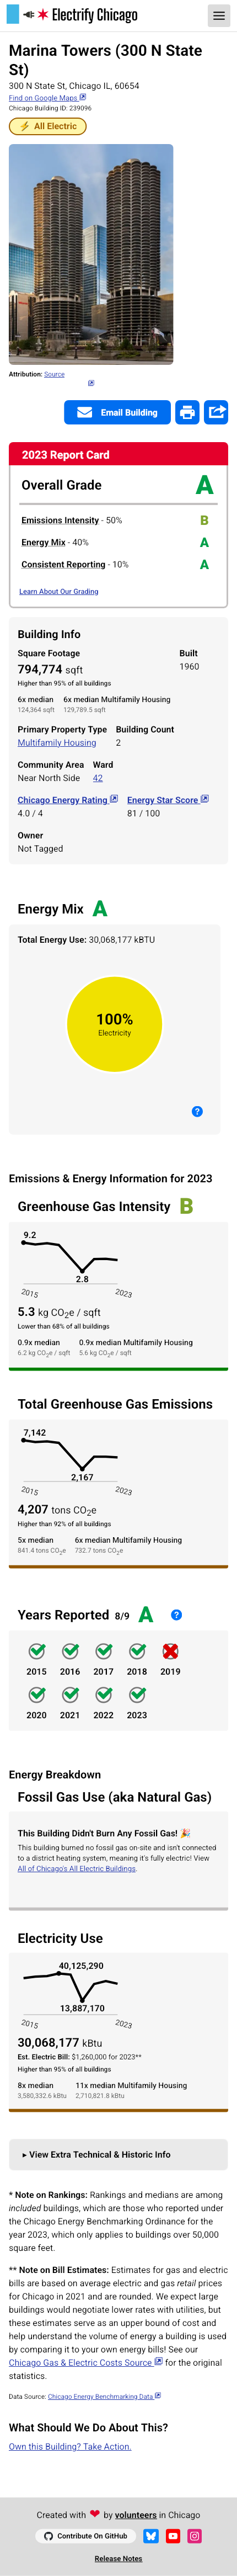 Electrify Chicago
Marina Towers (300 N State
St)
300 N State St, Chicago IL, 60654
Find on Google Maps
Chicago Building ID: 239096
⚡ All Electric
Attribution: Source
Email Building
2023 Report Card
Overall Grade A
Emissions Intensity - 50% B
Energy Mix - 40% A
Consistent Reporting - 10% A
Learn About Our Grading
Building Info
Square Footage Built
794,774 sqft 1960
Higher than 95% of all buildings
6x median 6x median Multifamily Housing
124,364 sqft 129,789.5 sqft
Primary Property Type Building Count
Multifamily Housing 2
Community Area Ward
Near North Side 42
Chicago Energy Rating Energy Star Score
4.0 / 4 81 / 100
Owner
Not Tagged
Energy Mix A
Total Energy Use: 30,068,177 kBTU
100%
Electricity
?
Emissions & Energy Information for 2023
Greenhouse Gas Intensity B
9.2
2.8
2015 2023
5.3 kg CO2e / sqft
Lower than 68% of all buildings
0.9x median 0.9x median Multifamily Housing
6.2 kg CO2e / sqft 5.6 kg CO2e / sqft
Total Greenhouse Gas Emissions
7,142
2,167
2015 2023
4,207 tons CO2e
Higher than 92% of all buildings
5x median 6x median Multifamily Housing
841.4 tons CO2e 732.7 tons CO2e
Years Reported 8/9 A ?
2015 2016 2017 2018 2019
2020 2021 2022 2023
Energy Breakdown
Fossil Gas Use (aka Natural Gas)
This Building Didn't Burn Any Fossil Gas! 🎉
This building burned no fossil gas on-site and isn't connected
to a district heating system, meaning it's fully electric! View
All of Chicago's All Electric Buildings.
Electricity Use
40,125,290
13,887,170
2015 2023
30,068,177 kBtu
Est. Electric Bill: $1,260,000 for 2023**
Higher than 95% of all buildings
8x median 11x median Multifamily Housing
3,580,332.6 kBtu 2,710,821.8 kBtu
▸ View Extra Technical & Historic Info
* Note on Rankings: Rankings and medians are among
included buildings, which are those who reported under
the Chicago Energy Benchmarking Ordinance for the
year 2023, which only applies to buildings over 50,000
square feet.
** Note on Bill Estimates: Estimates for gas and electric
bills are based on average electric and gas retail prices
for Chicago in 2021 and are rounded. We expect large
buildings would negotiate lower rates with utilities, but
these estimates serve as an upper bound of cost and
help understand the volume of energy a building is used
by comparing it to your own energy bills! See our
Chicago Gas & Electric Costs Source for the original
statistics.
Data Source: Chicago Energy Benchmarking Data
What Should We Do About This?
Own this Building? Take Action.
Created with ❤ by volunteers in Chicago
Contribute On GitHub
Release Notes